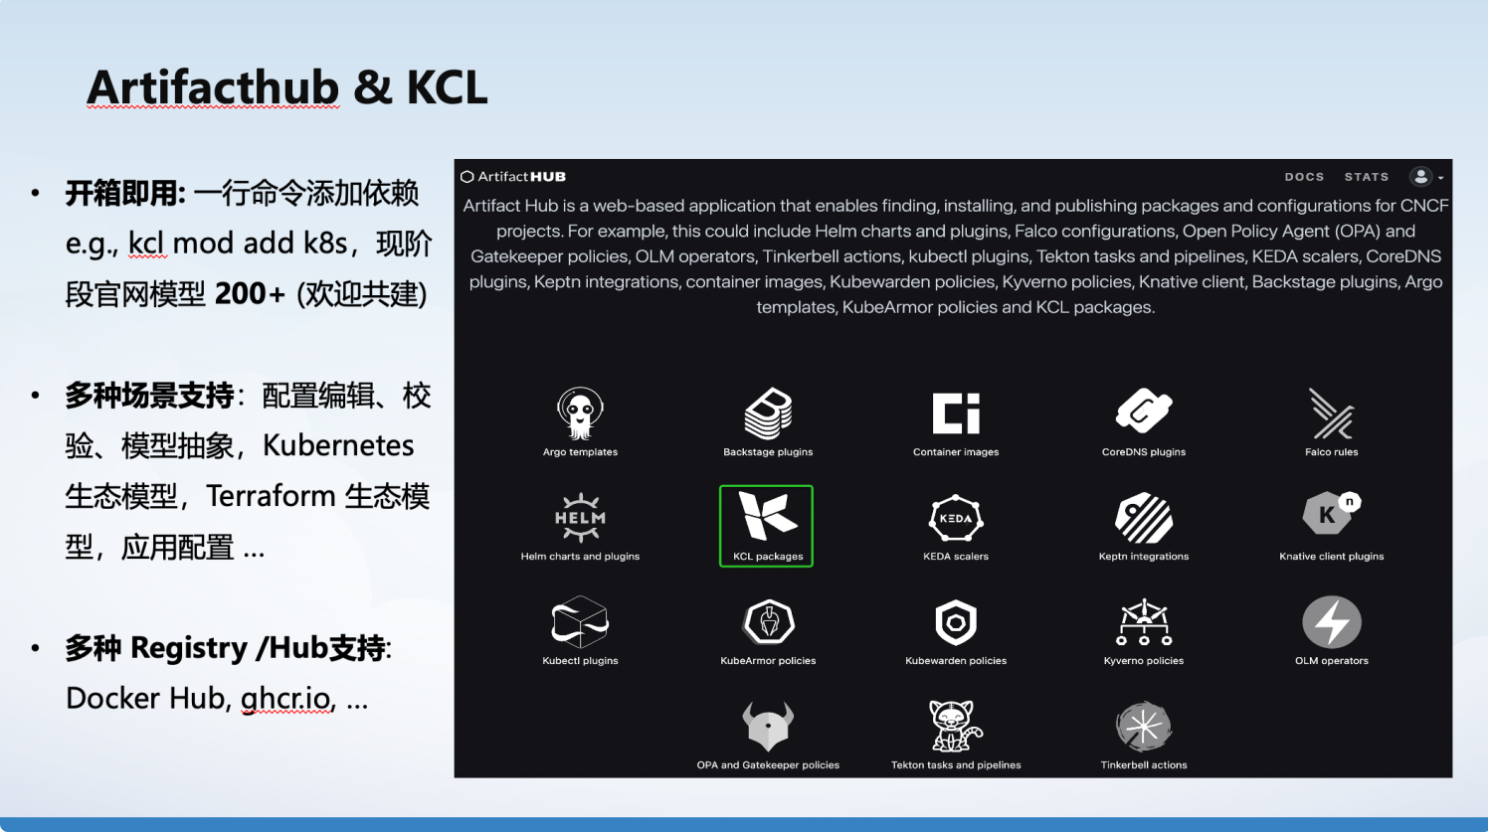 Artifacthub & KCL
• 开箱即用: 一行命令添加依赖
e.g., kcl mod add k8s，现阶
段官网模型 200+ (欢迎共建)
• 多种场景支持：配置编辑、校
验、模型抽象，Kubernetes
生态模型，Terraform 生态模
型，应用配置 ...
• 多种 Registry /Hub支持:
Docker Hub, ghcr.io, ...
Artifact HUB
DOCS STATS
Artifact Hub is a web-based application that enables finding, installing, and publishing packages and configurations for CNCF
projects. For example, this could include Helm charts and plugins, Falco configurations, Open Policy Agent (OPA) and
Gatekeeper policies, OLM operators, Tinkerbell actions, kubectl plugins, Tekton tasks and pipelines, KEDA scalers, CoreDNS
plugins, Keptn integrations, container images, Kubewarden policies, Kyverno policies, Knative client, Backstage plugins, Argo
templates, KubeArmor policies and KCL packages.
Argo templates
Backstage plugins
Container images
CoreDNS plugins
Falco rules
HELM
Helm charts and plugins
KCL packages
KEDA
KEDA scalers
Keptn integrations
K n
Knative client plugins
Kubectl plugins
KubeArmor policies
Kubewarden policies
Kyverno policies
OLM operators
OPA and Gatekeeper policies
Tekton tasks and pipelines
Tinkerbell actions